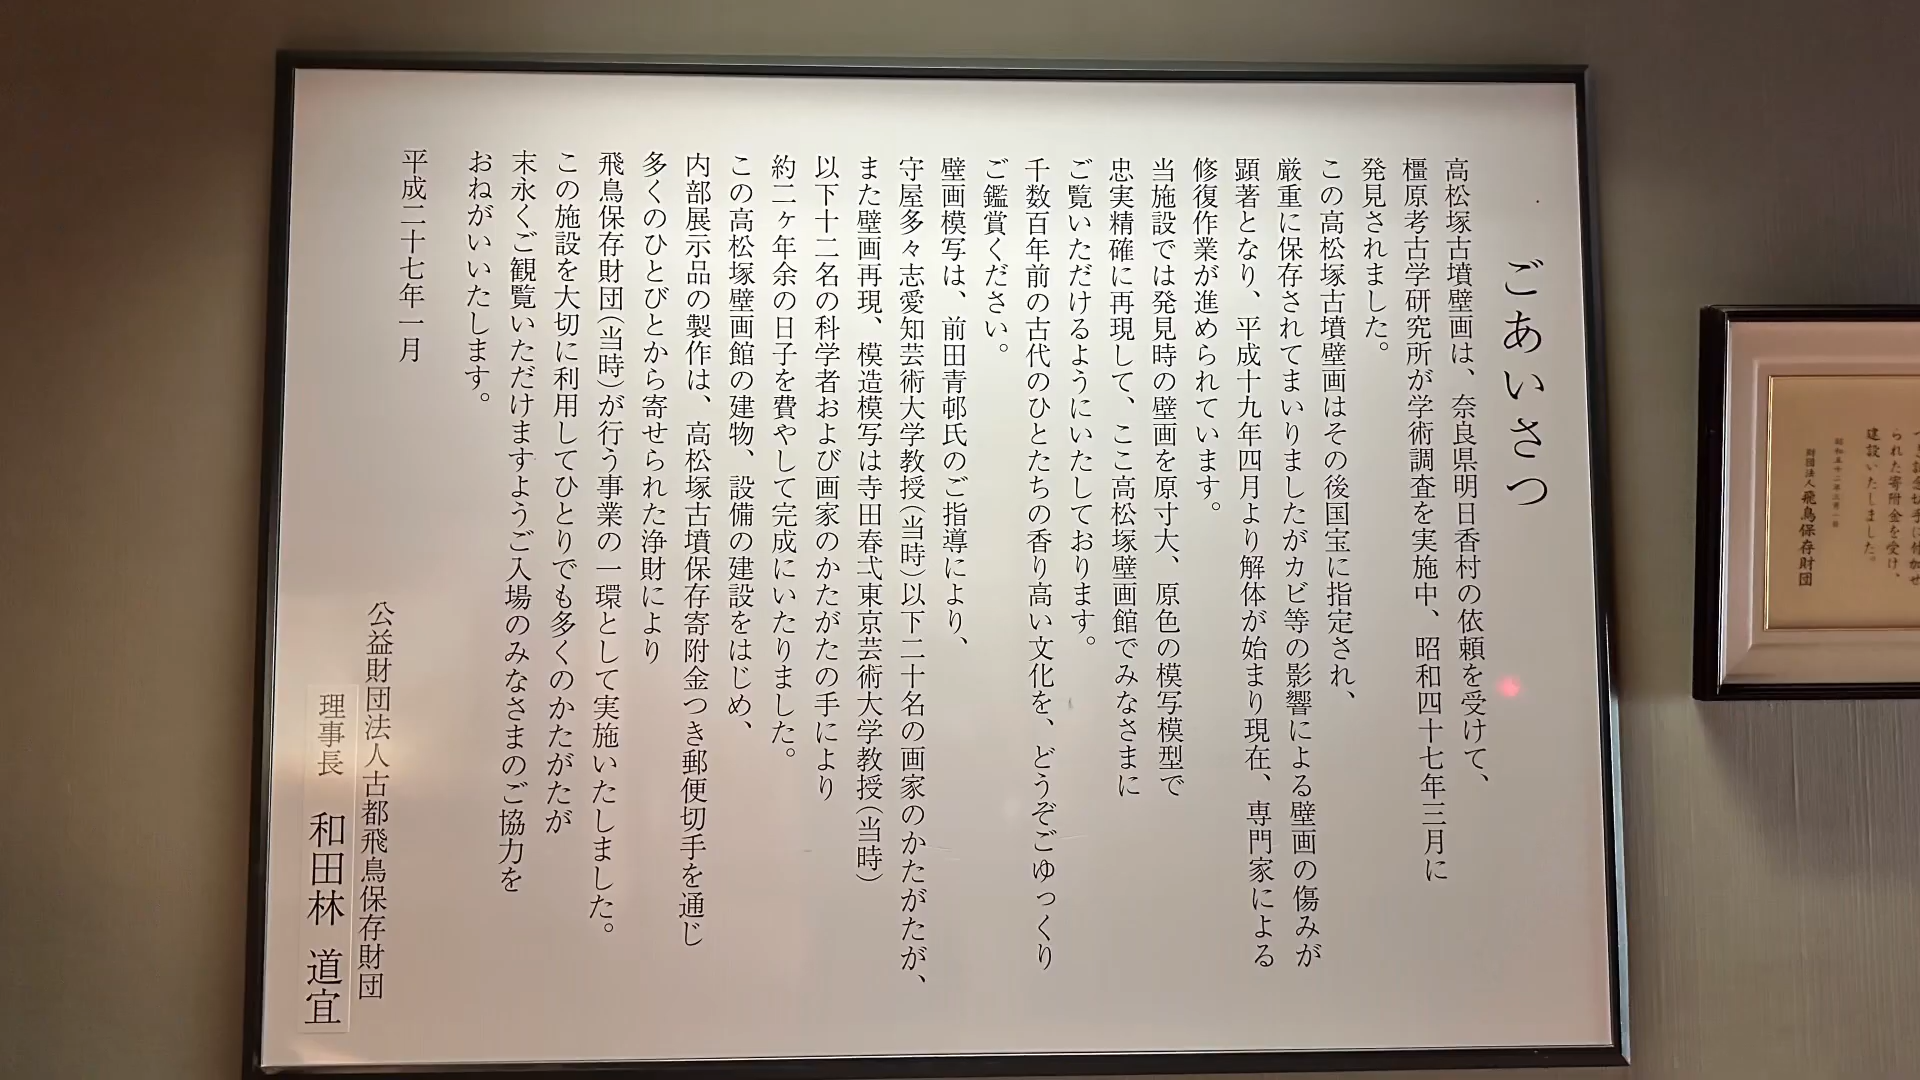 ごあいさつ
高松塚古墳壁画は、奈良県明日香村の依頼を受けて、
橿原考古学研究所が学術調査を実施中、昭和四十七年三月に
発見されました。
この高松塚古墳壁画はその後国宝に指定され、
厳重に保存されてまいりましたがカビ等の影響による壁画の傷みが
顕著となり、平成十九年四月より解体が始まり現在、専門家による
修復作業が進められています。
当施設では発見時の壁画を原寸大、原色の模写模型で
忠実精確に再現して、ここ高松塚壁画館でみなさまに
ご覧いただけるようにいたしております。
千数百年前の古代のひとたちの香り高い文化を、どうぞごゆっくり
ご鑑賞ください。
壁画模写は、前田青邨氏のご指導により、
守屋多々志愛知芸術大学教授(当時)以下二十名の画家のかたがたが、
また壁画再現、模造模写は寺田春弌東京芸術大学教授(当時)
以下十二名の科学者および画家のかたがたの手により
約二ヶ年余の日子を費やして完成にいたりました。
この高松塚壁画館の建物、設備の建設をはじめ、
内部展示品の製作は、高松塚古墳保存寄附金つき郵便切手を通じ
多くのひとびとから寄せられた浄財により
飛鳥保存財団(当時)が行う事業の一環として実施いたしました。
この施設を大切に利用してひとりでも多くのかたがたが
末永くご観覧いただけますようご入場のみなさまのご協力を
おねがいいたします。
平成二十七年一月
公益財団法人古都飛鳥保存財団
理事長 和田林 道宜
られた寄附金を受け、
建設いたしました。
財団法人 飛鳥保存財団